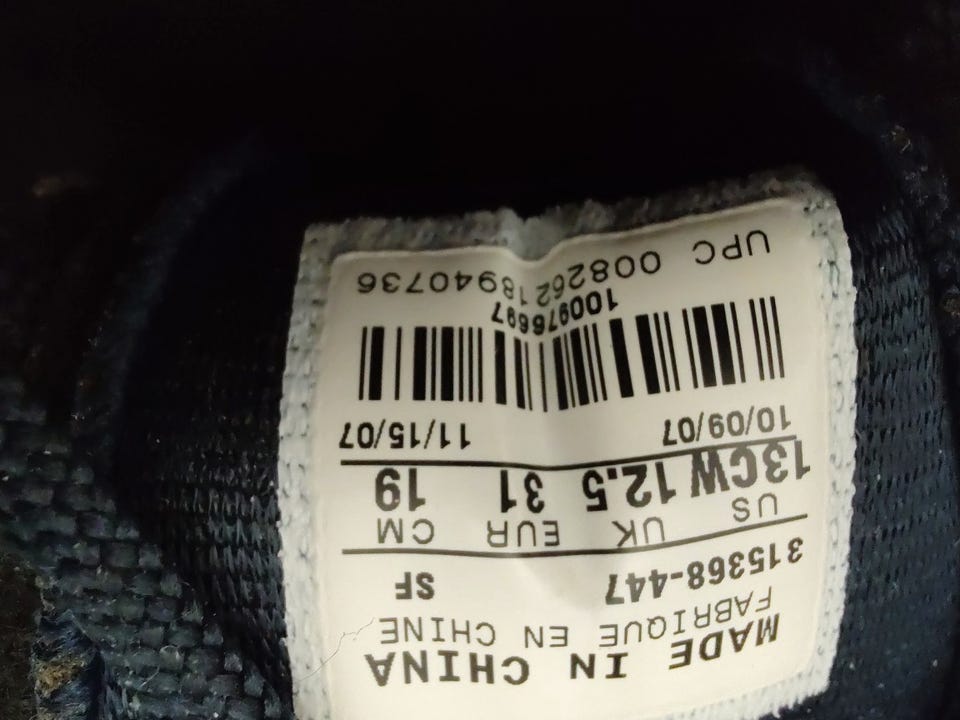 MADE IN CHINA
FABRIQUE EN CHINE
315368-447 SF
US UK EUR CM
13CW 12.5 31 19
10/09/07 11/15/07
100976697
UPC 00826218940736